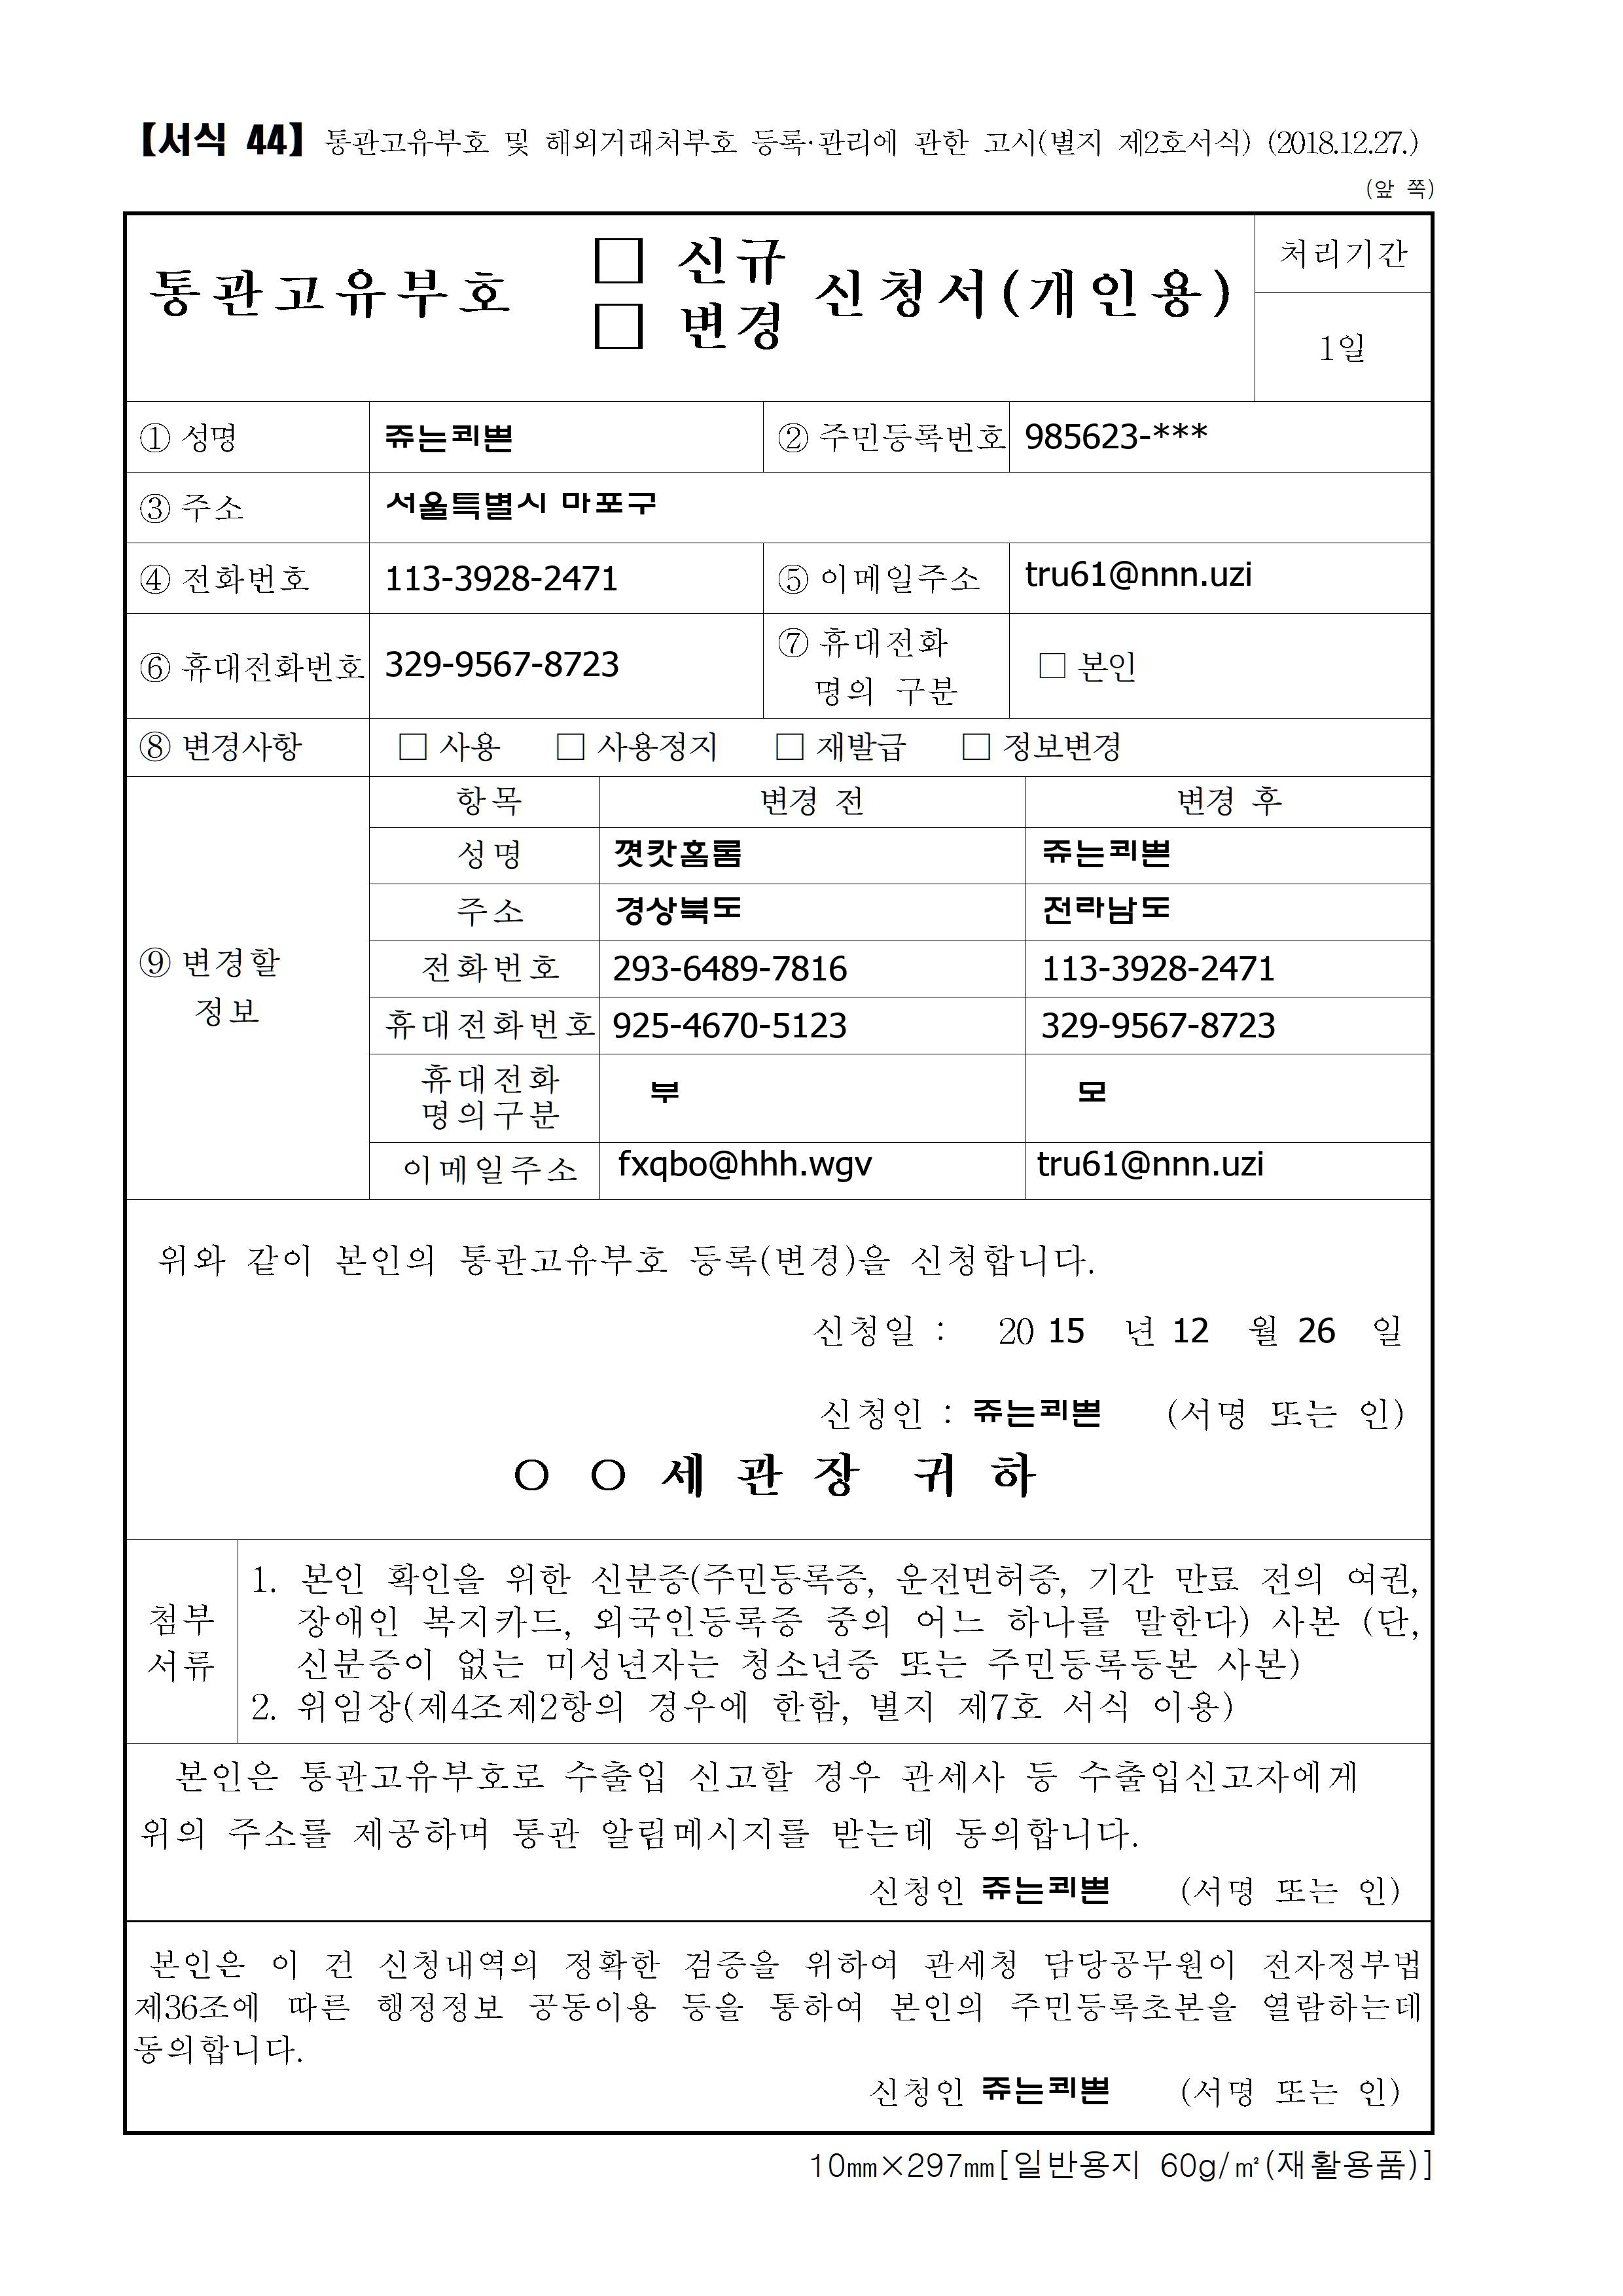 【서식 44】 통관고유부호 및 해외거래처부호 등록·관리에 관한 고시(별지 제2호서식) (2018.12.27.)
(앞 쪽)
통관고유부호 □ 신규 □ 변경 신청서(개인용)
처리기간
1일
① 성명 쥬는쾨쁜 ② 주민등록번호 985623-***
③ 주소 서울특별시 마포구
④ 전화번호 113-3928-2471 ⑤ 이메일주소 tru61@nnn.uzi
⑥ 휴대전화번호 329-9567-8723 ⑦ 휴대전화 명의 구분 □ 본인
⑧ 변경사항 □ 사용 □ 사용정지 □ 재발급 □ 정보변경
⑨ 변경할 정보
항목 변경 전 변경 후
성명 꼇캇홈롬 쥬는쾨쁜
주소 경상북도 전라남도
전화번호 293-6489-7816 113-3928-2471
휴대전화번호 925-4670-5123 329-9567-8723
휴대전화 명의구분 부 모
이메일주소 fxqbo@hhh.wgv tru61@nnn.uzi
위와 같이 본인의 통관고유부호 등록(변경)을 신청합니다.
신청일 : 20 15 년 12 월 26 일
신청인 : 쥬는쾨쁜 (서명 또는 인)
○ ○ 세 관 장 귀 하
첨부 서류
1. 본인 확인을 위한 신분증(주민등록증, 운전면허증, 기간 만료 전의 여권,
장애인 복지카드, 외국인등록증 중의 어느 하나를 말한다) 사본 (단,
신분증이 없는 미성년자는 청소년증 또는 주민등록등본 사본)
2. 위임장(제4조제2항의 경우에 한함, 별지 제7호 서식 이용)
본인은 통관고유부호로 수출입 신고할 경우 관세사 등 수출입신고자에게
위의 주소를 제공하며 통관 알림메시지를 받는데 동의합니다.
신청인 쥬는쾨쁜 (서명 또는 인)
본인은 이 건 신청내역의 정확한 검증을 위하여 관세청 담당공무원이 전자정부법
제36조에 따른 행정정보 공동이용 등을 통하여 본인의 주민등록초본을 열람하는데
동의합니다.
신청인 쥬는쾨쁜 (서명 또는 인)
10㎜×297㎜[일반용지 60g/㎡(재활용품)]